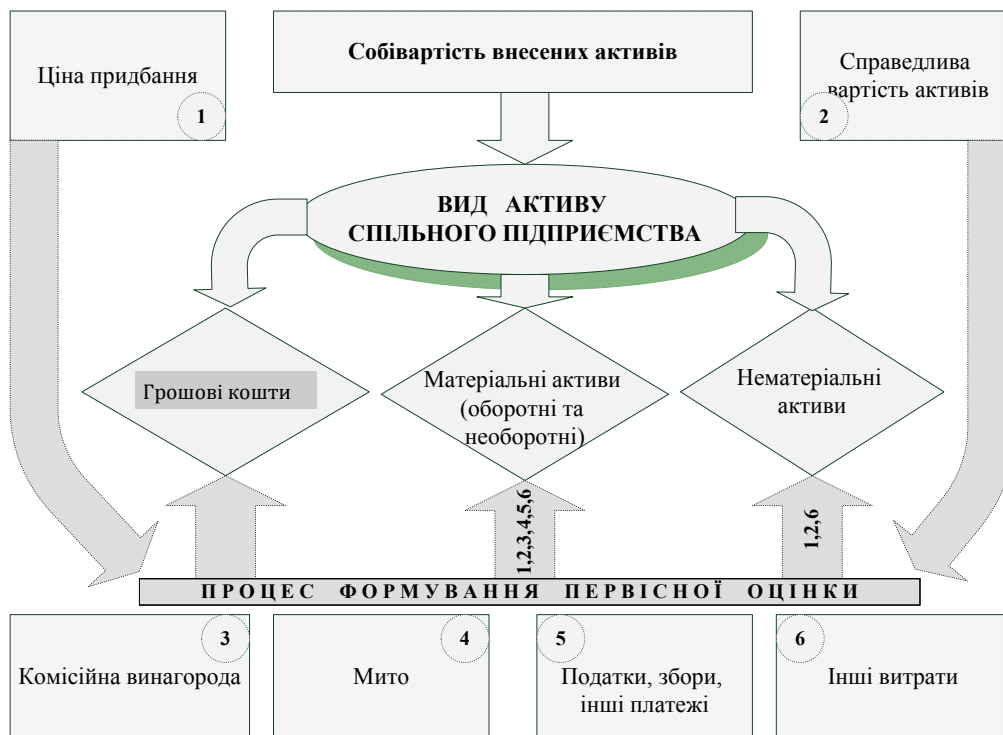 Ціна придбання
1
Собівартість внесених активів
Справедлива
вартість активів
2
ВИД АКТИВУ
СПІЛЬНОГО ПІДПРИЄМСТВА
Грошові кошти
Матеріальні активи
(оборотні та
необоротні)
Нематеріальні
активи
1,2,3,4,5,6
1,2,6
ПРОЦЕС ФОРМУВАННЯ ПЕРВІСНОЇ ОЦІНКИ
3
Комісійна винагорода
4
Мито
5
Податки, збори,
інші платежі
6
Інші витрати